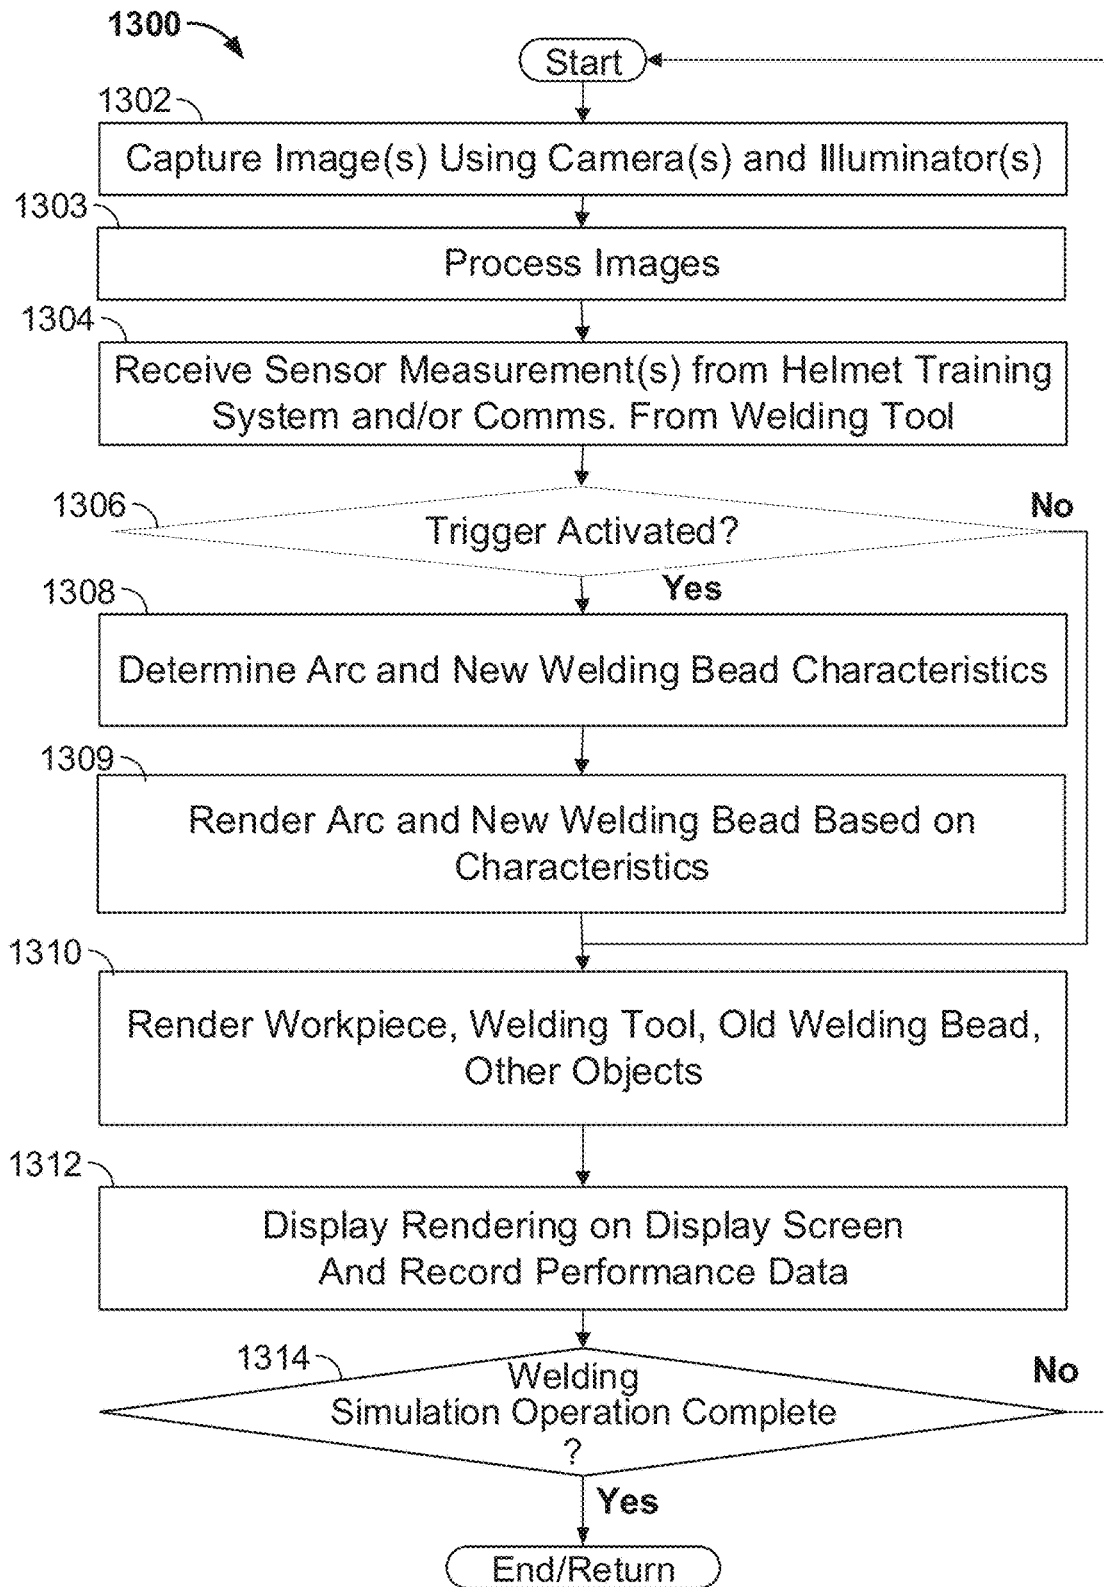 1300
Start
1302
Capture Image(s) Using Camera(s) and Illuminator(s)
1303
Process Images
1304
Receive Sensor Measurement(s) from Helmet Training
System and/or Comms. From Welding Tool
1306
Trigger Activated?
No
Yes
1308
Determine Arc and New Welding Bead Characteristics
1309
Render Arc and New Welding Bead Based on
Characteristics
1310
Render Workpiece, Welding Tool, Old Welding Bead,
Other Objects
1312
Display Rendering on Display Screen
And Record Performance Data
1314
Welding
Simulation Operation Complete
?
No
Yes
End/Return